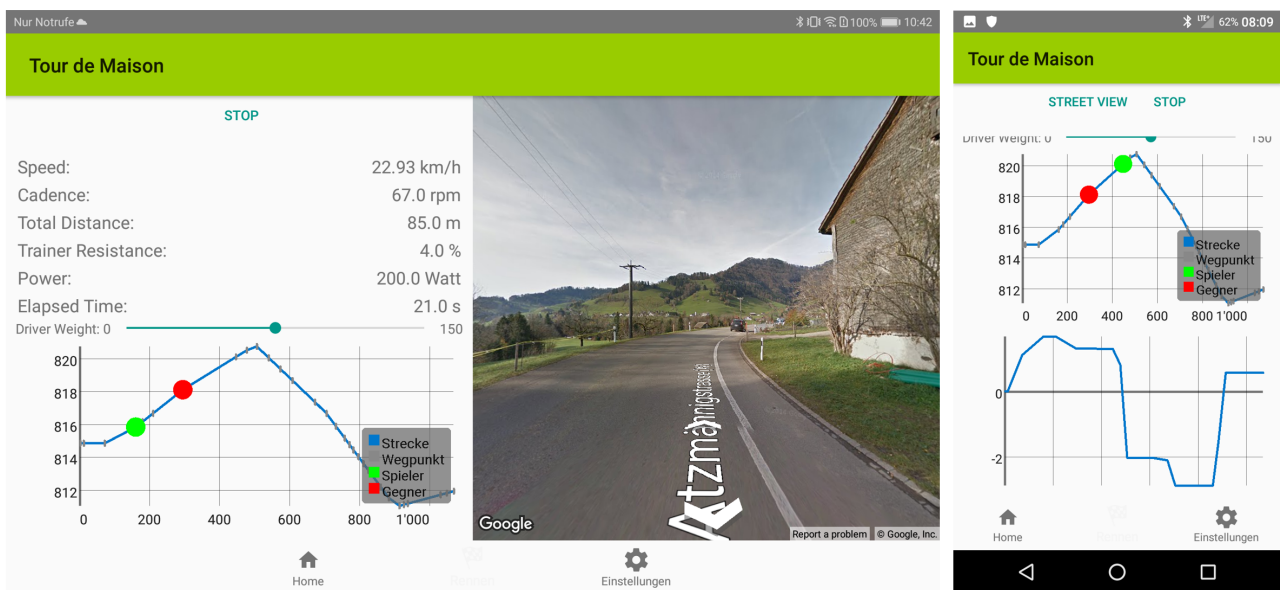 Nur Notrufe
100% 10:42
Tour de Maison
STOP
Speed: 22.93 km/h
Cadence: 67.0 rpm
Total Distance: 85.0 m
Trainer Resistance: 4.0 %
Power: 200.0 Watt
Elapsed Time: 21.0 s
Driver Weight: 0 150
820
818
816
814
812
0 200 400 600 800 1'000
Strecke
Wegpunkt
Spieler
Gegner
Google
Report a problem © Google, Inc.
Home Rennen Einstellungen
LTE+ 62% 08:09
Tour de Maison
STREET VIEW STOP
Driver Weight: 0 150
820
818
816
814
812
0 200 400 600 800 1'000
Strecke
Wegpunkt
Spieler
Gegner
0
-2
Home Rennen Einstellungen